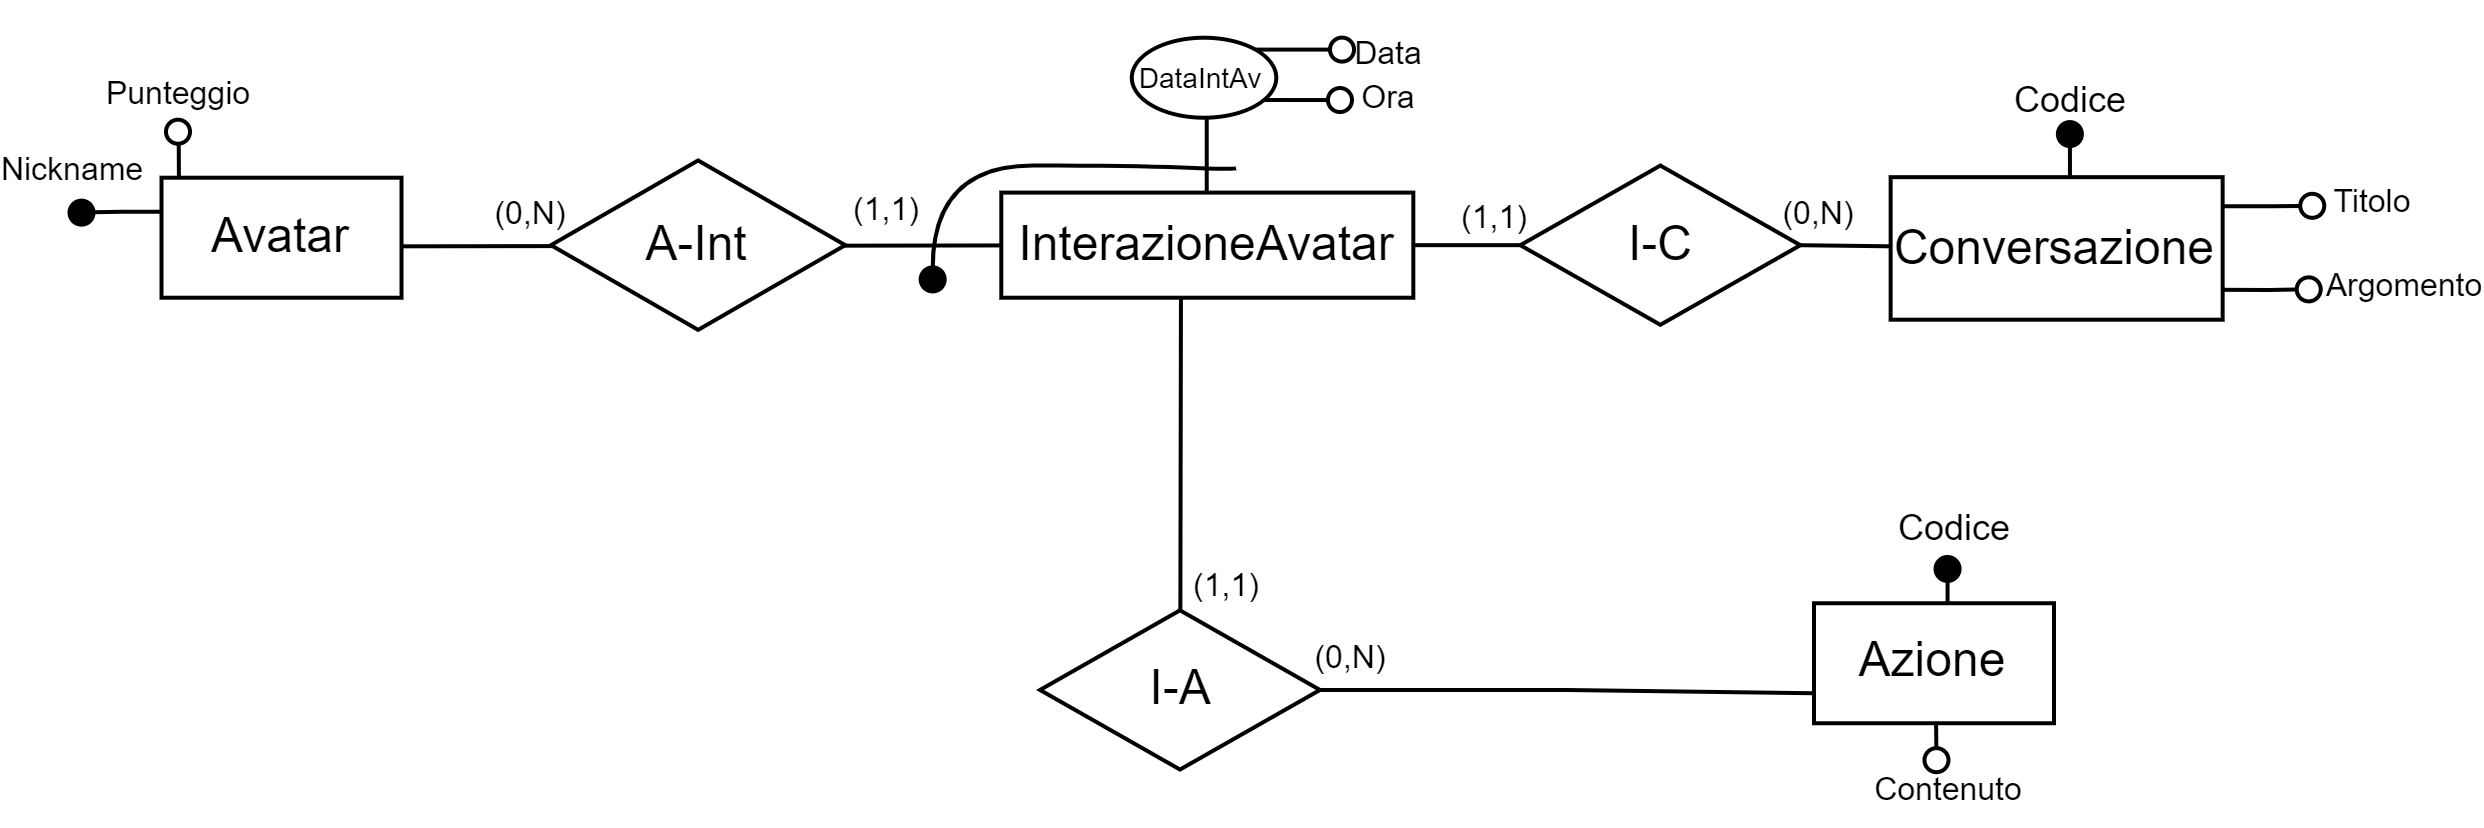 DataIntAv
Data
Ora
Punteggio
Nickname
Avatar
(0,N)
A-Int
(1,1)
InterazioneAvatar
(1,1)
I-C
(0,N)
Codice
Conversazione
Titolo
Argomento
(1,1)
I-A
(0,N)
Codice
Azione
Contenuto